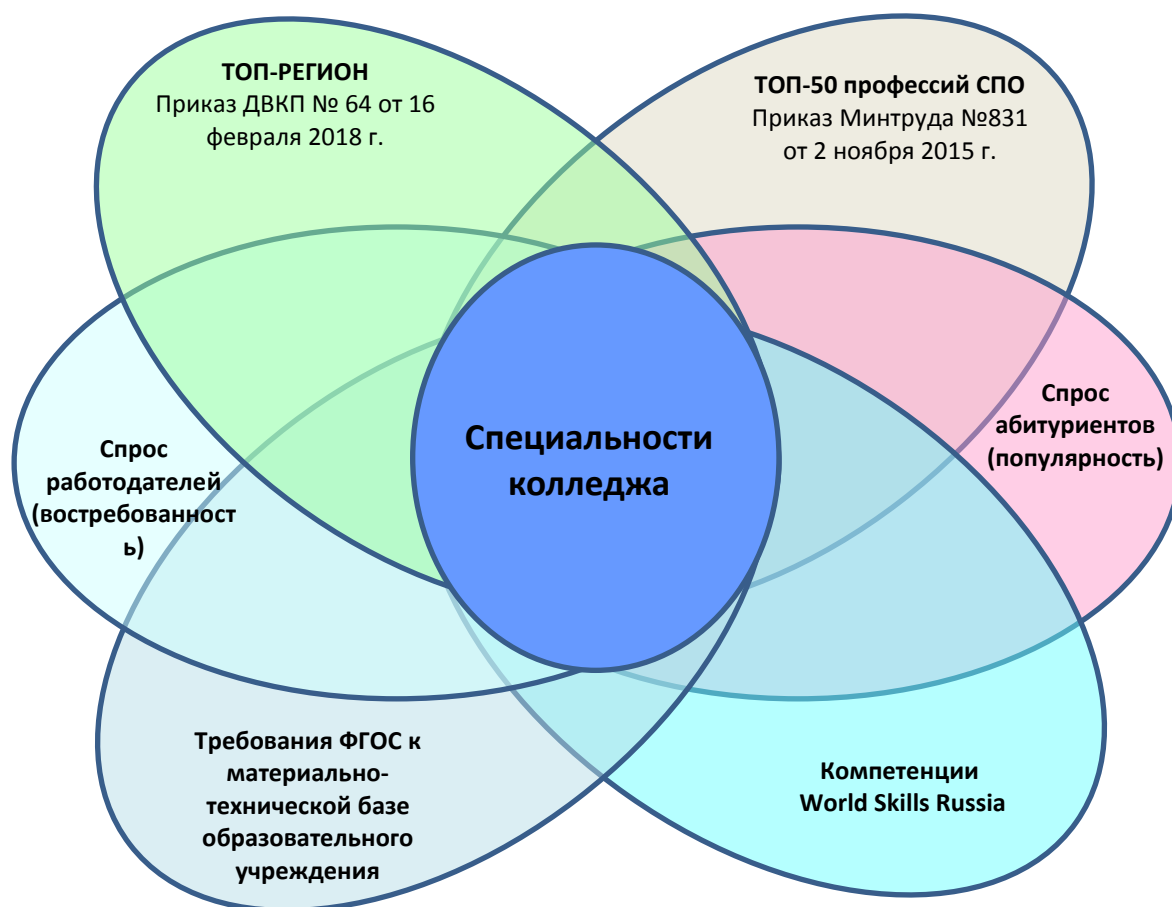 ТОП-РЕГИОН
Приказ ДВКП № 64 от 16
февраля 2018 г.
ТОП-50 профессий СПО
Приказ Минтруда №831
от 2 ноября 2015 г.
Спрос
работодателей
(востребованност
ь)
Специальности
колледжа
Спрос
абитуриентов
(популярность)
Требования ФГОС к
материально-
технической базе
образовательного
учреждения
Компетенции
World Skills Russia